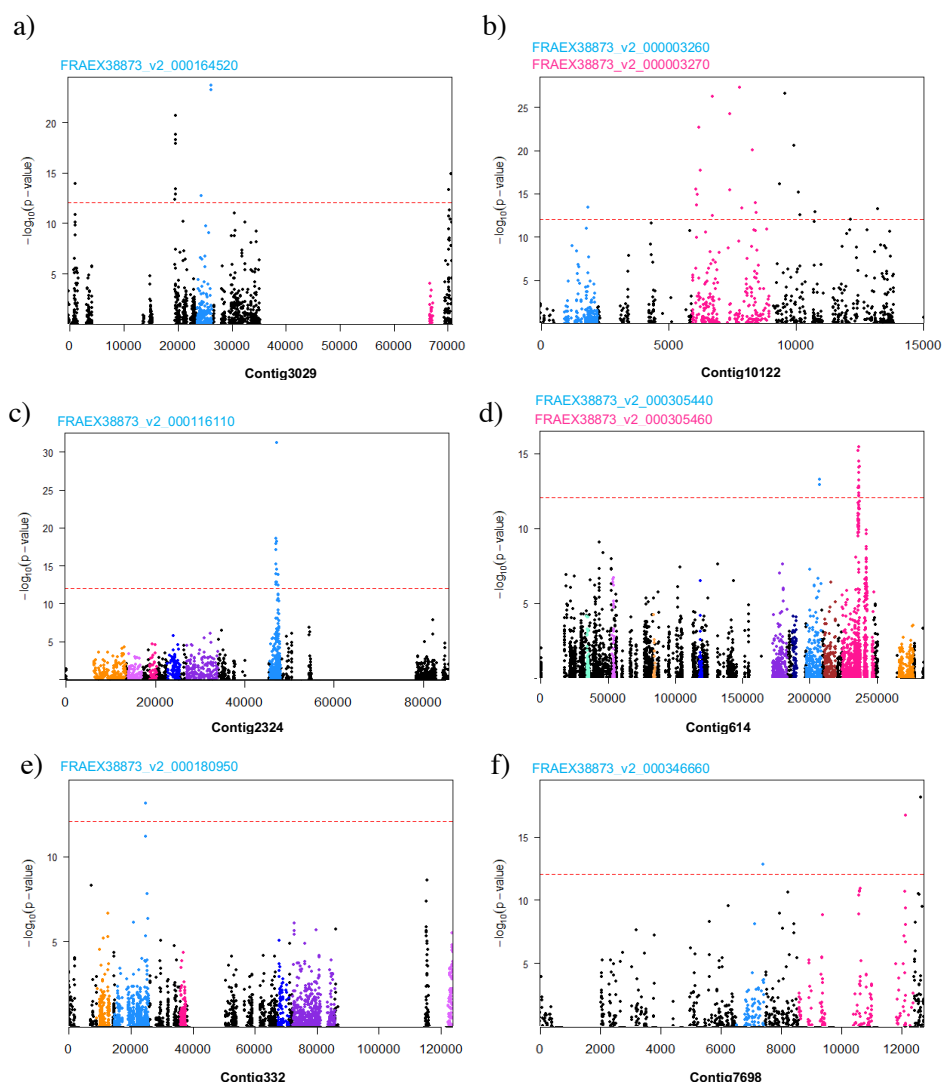 a)
FRAEX38873_v2_000164520
−log10(p−value)
20
15
10
5
0 10000 20000 30000 40000 50000 60000 70000
Contig3029
b)
FRAEX38873_v2_000003260
FRAEX38873_v2_000003270
−log10(p−value)
25
20
15
10
5
0 5000 10000 15000
Contig10122
c)
FRAEX38873_v2_000116110
−log10(p−value)
30
25
20
15
10
5
0 20000 40000 60000 80000
Contig2324
d)
FRAEX38873_v2_000305440
FRAEX38873_v2_000305460
−log10(p−value)
15
10
5
0 50000 100000 150000 200000 250000
Contig614
e)
FRAEX38873_v2_000180950
−log10(p−value)
10
5
0 20000 40000 60000 80000 100000 120000
Contig332
f)
FRAEX38873_v2_000346660
−log10(p−value)
15
10
5
0 2000 4000 6000 8000 10000 12000
Contig7698